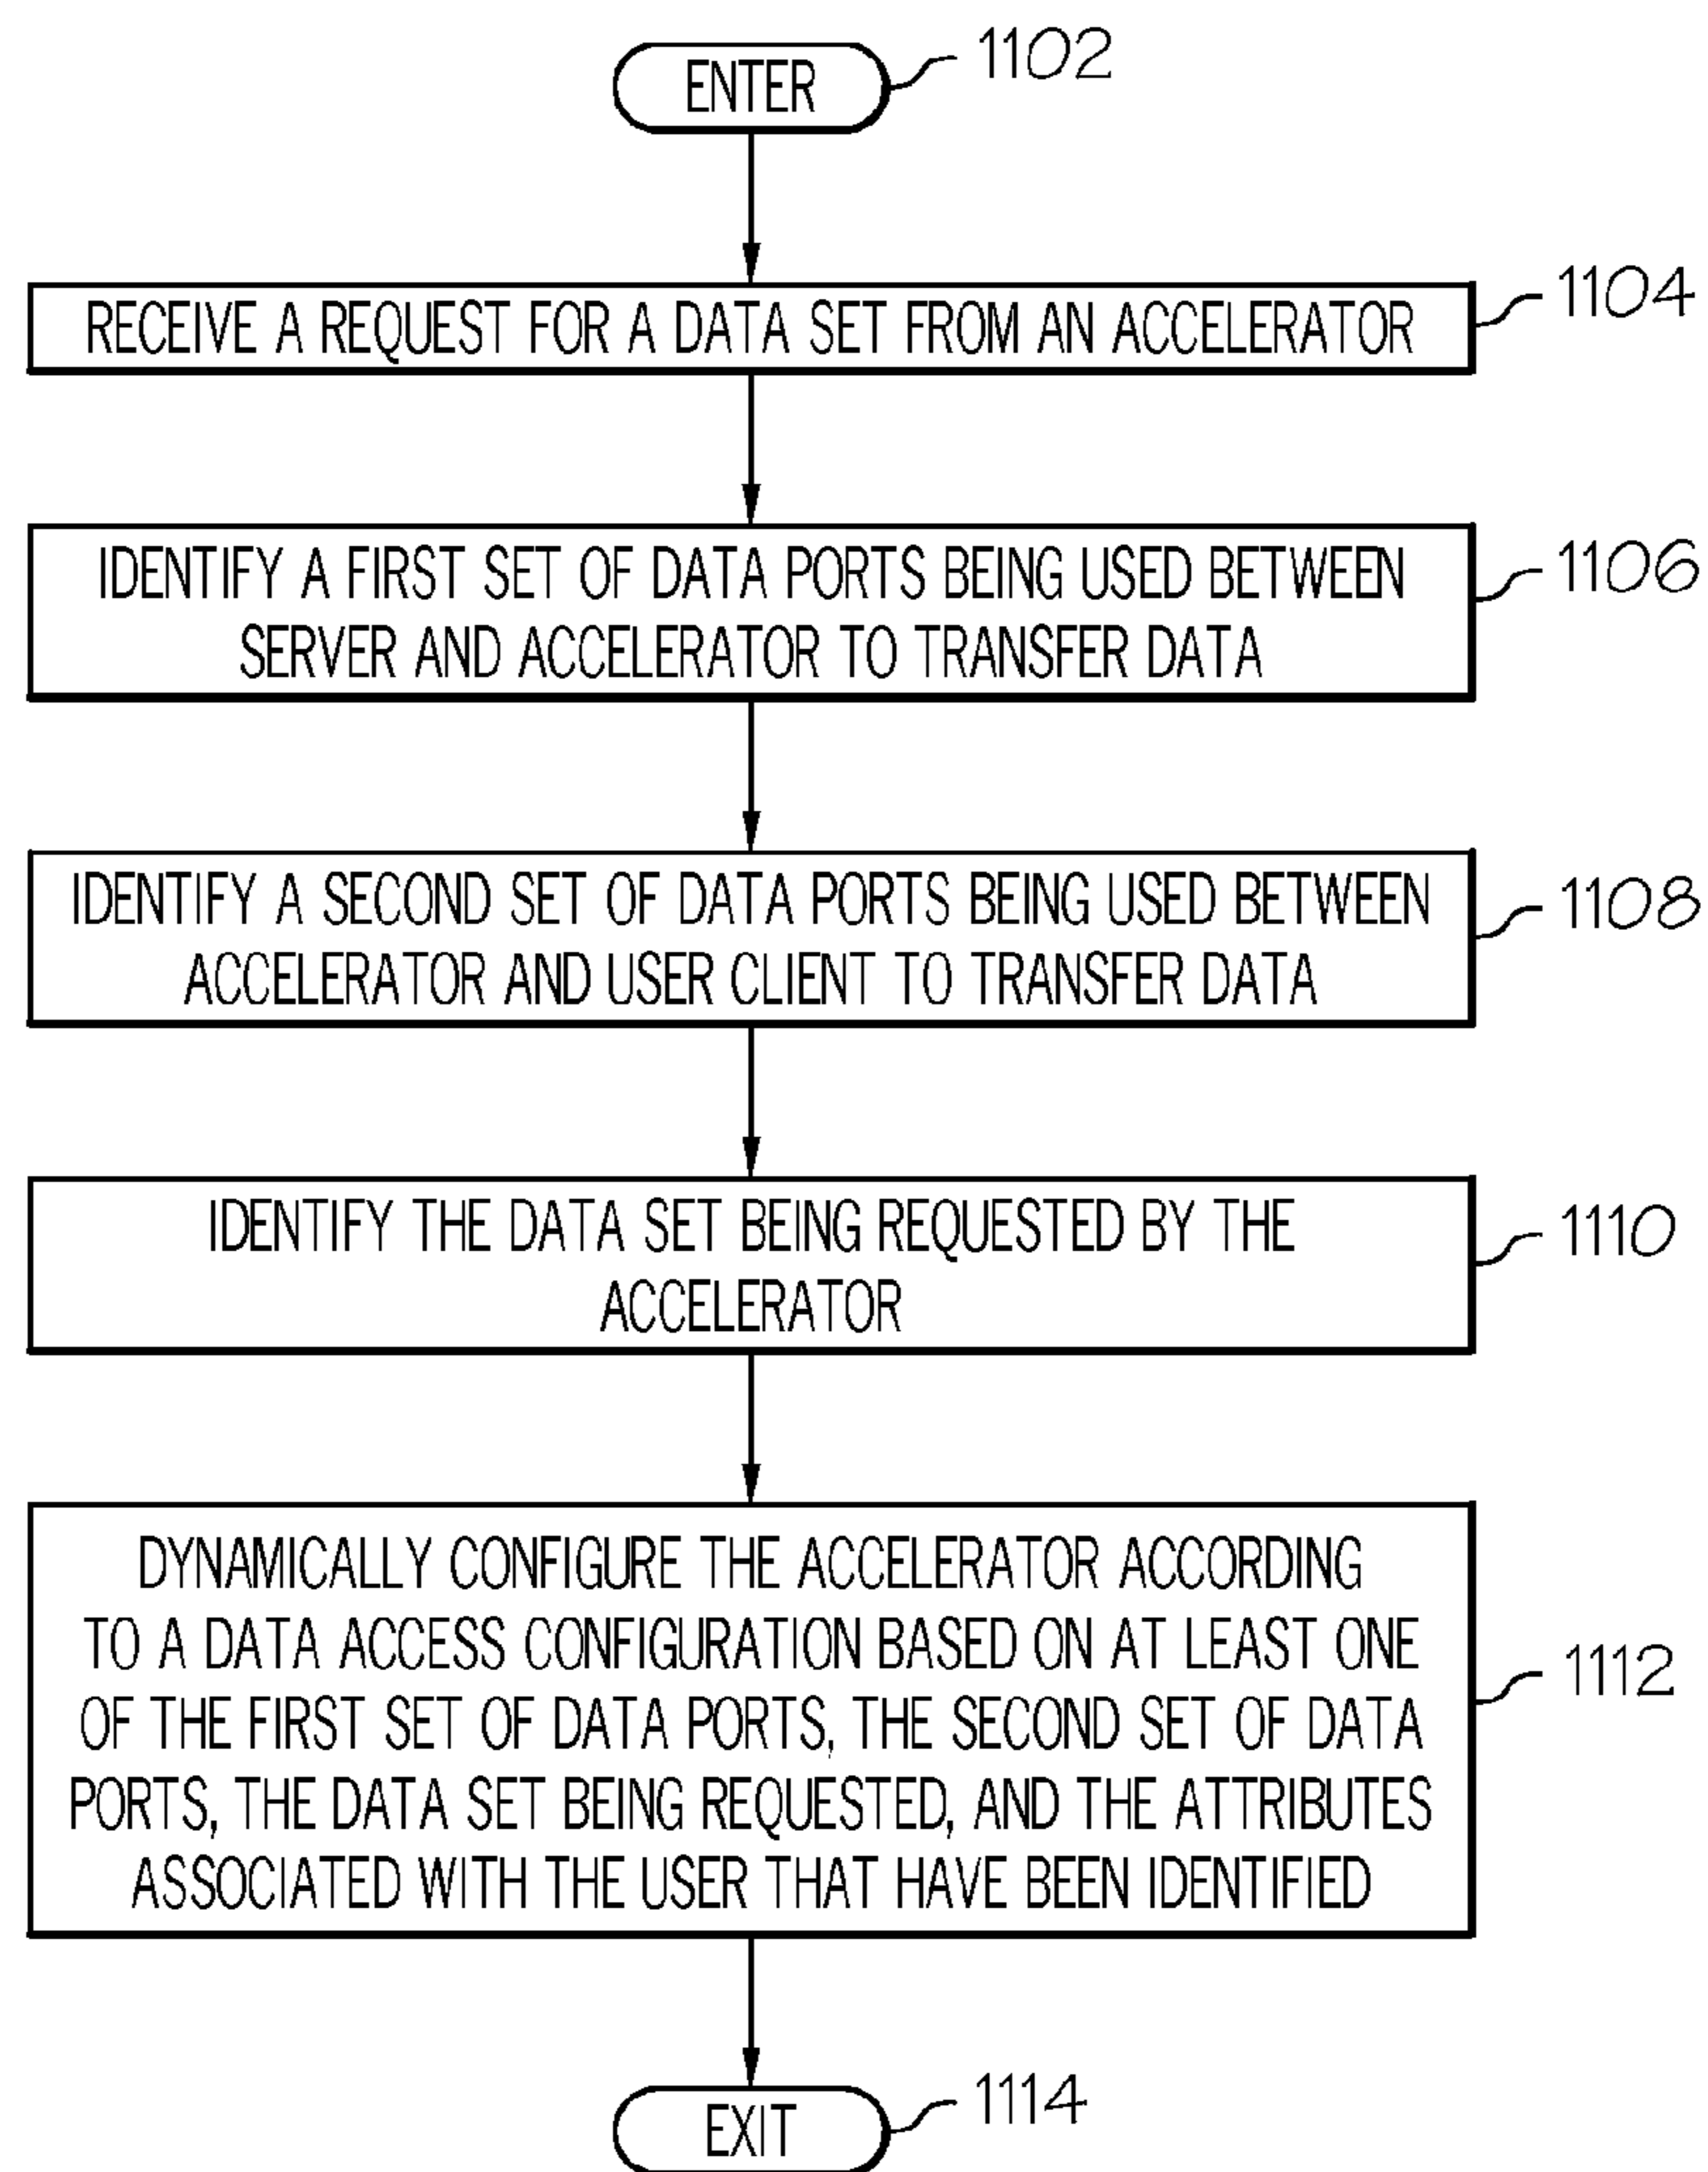 ENTER
1102
RECEIVE A REQUEST FOR A DATA SET FROM AN ACCELERATOR
1104
IDENTIFY A FIRST SET OF DATA PORTS BEING USED BETWEEN
SERVER AND ACCELERATOR TO TRANSFER DATA
1106
IDENTIFY A SECOND SET OF DATA PORTS BEING USED BETWEEN
ACCELERATOR AND USER CLIENT TO TRANSFER DATA
1108
IDENTIFY THE DATA SET BEING REQUESTED BY THE
ACCELERATOR
1110
DYNAMICALLY CONFIGURE THE ACCELERATOR ACCORDING
TO A DATA ACCESS CONFIGURATION BASED ON AT LEAST ONE
OF THE FIRST SET OF DATA PORTS, THE SECOND SET OF DATA
PORTS, THE DATA SET BEING REQUESTED, AND THE ATTRIBUTES
ASSOCIATED WITH THE USER THAT HAVE BEEN IDENTIFIED
1112
EXIT
1114